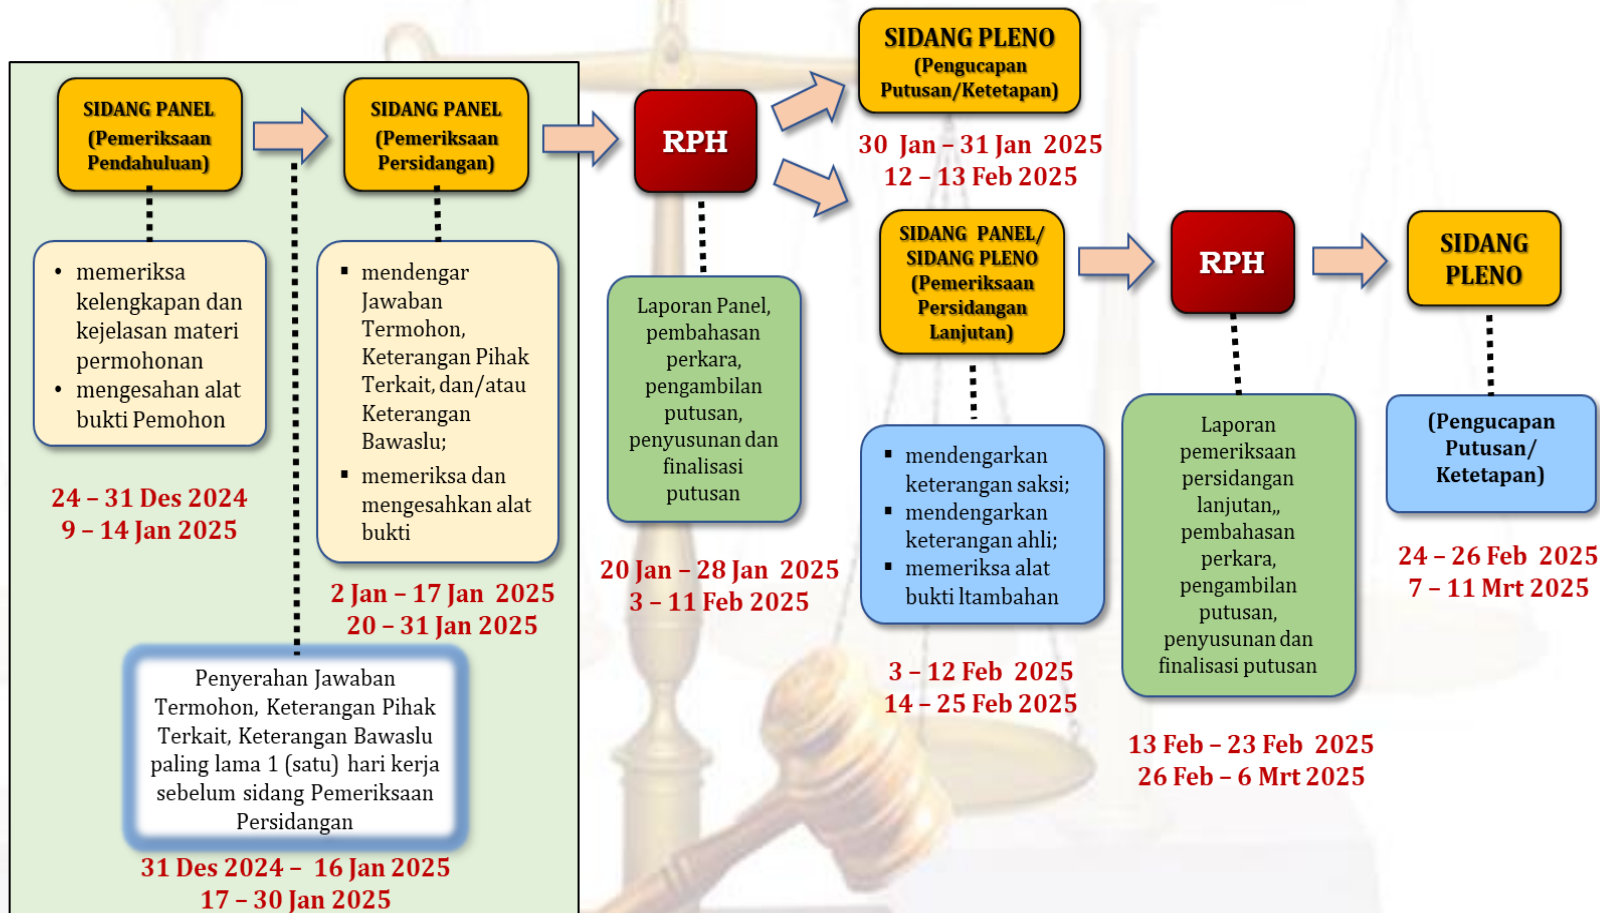 SIDANG PANEL
(Pemeriksaan
Pendahuluan)
• memeriksa
kelengkapan dan
kejelasan materi
permohonan
• mengesahan alat
bukti Pemohon
24 – 31 Des 2024
9 – 14 Jan 2025
SIDANG PANEL
(Pemeriksaan
Persidangan)
▪ mendengar
Jawaban
Termohon,
Keterangan Pihak
Terkait, dan/atau
Keterangan
Bawaslu;
▪ memeriksa dan
mengesahkan alat
bukti
2 Jan – 17 Jan 2025
20 – 31 Jan 2025
Penyerahan Jawaban
Termohon, Keterangan Pihak
Terkait, Keterangan Bawaslu
paling lama 1 (satu) hari kerja
sebelum sidang Pemeriksaan
Persidangan
31 Des 2024 – 16 Jan 2025
17 – 30 Jan 2025
RPH
Laporan Panel,
pembahasan
perkara,
pengambilan
putusan,
penyusunan dan
finalisasi
putusan
20 Jan – 28 Jan 2025
3 – 11 Feb 2025
SIDANG PLENO
(Pengucapan
Putusan/Ketetapan)
30 Jan – 31 Jan 2025
12 – 13 Feb 2025
SIDANG PANEL/
SIDANG PLENO
(Pemeriksaan
Persidangan
Lanjutan)
▪ mendengarkan
keterangan saksi;
▪ mendengarkan
keterangan ahli;
▪ memeriksa alat
bukti ltambahan
3 – 12 Feb 2025
14 – 25 Feb 2025
RPH
Laporan
pemeriksaan
persidangan
lanjutan,,
pembahasan
perkara,
pengambilan
putusan,
penyusunan dan
finalisasi putusan
13 Feb – 23 Feb 2025
26 Feb – 6 Mrt 2025
SIDANG
PLENO
(Pengucapan
Putusan/
Ketetapan)
24 – 26 Feb 2025
7 – 11 Mrt 2025